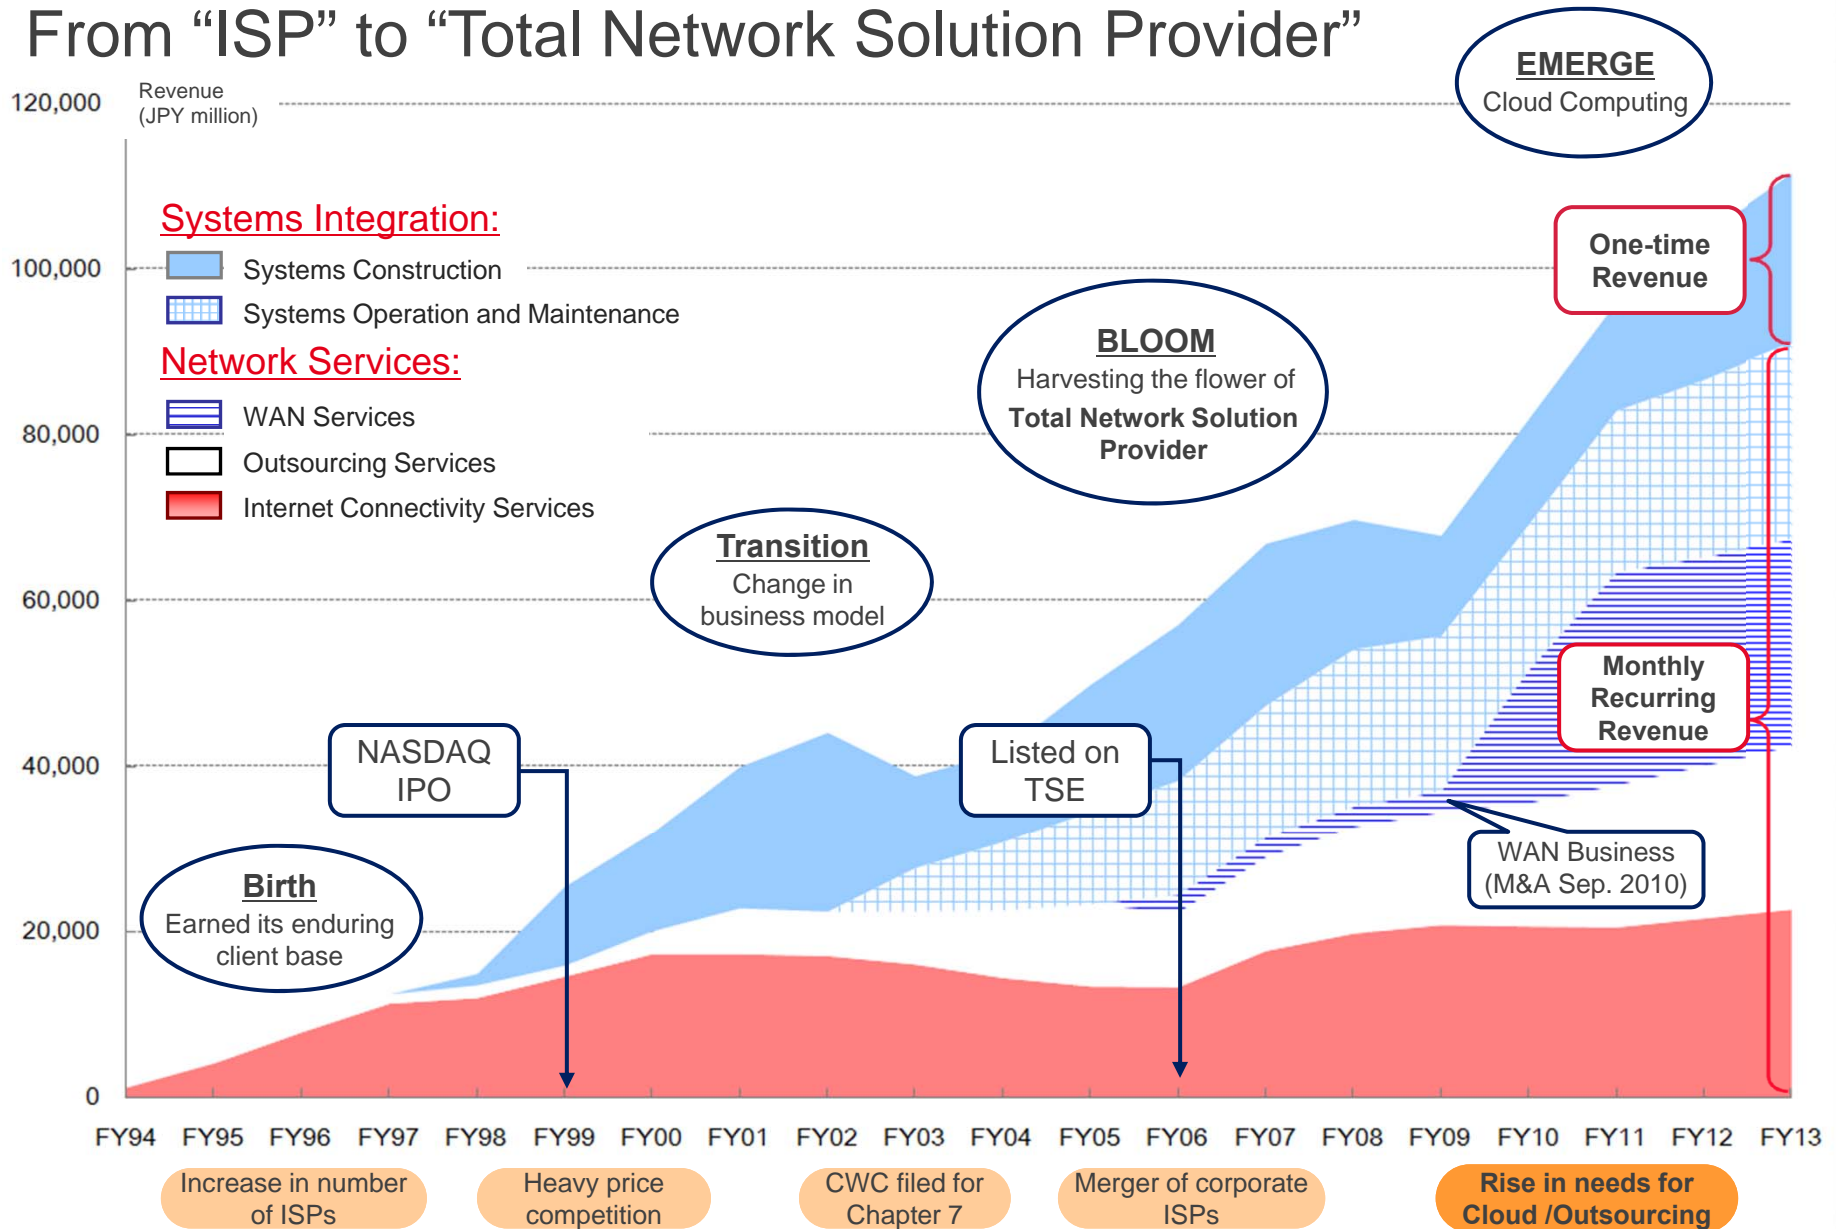 From “ISP” to “Total Network Solution Provider”
Revenue
(JPY million)
120,000
100,000
80,000
60,000
40,000
20,000
0
Systems Integration:
Systems Construction
Systems Operation and Maintenance
Network Services:
WAN Services
Outsourcing Services
Internet Connectivity Services
EMERGE
Cloud Computing
One-time
Revenue
BLOOM
Harvesting the flower of
Total Network Solution
Provider
Transition
Change in
business model
Monthly
Recurring
Revenue
NASDAQ
IPO
Listed on
TSE
WAN Business
(M&A Sep. 2010)
Birth
Earned its enduring
client base
FY94 FY95 FY96 FY97 FY98 FY99 FY00 FY01 FY02 FY03 FY04 FY05 FY06 FY07 FY08 FY09 FY10 FY11 FY12 FY13
Increase in number
of ISPs
Heavy price
competition
CWC filed for
Chapter 7
Merger of corporate
ISPs
Rise in needs for
Cloud /Outsourcing